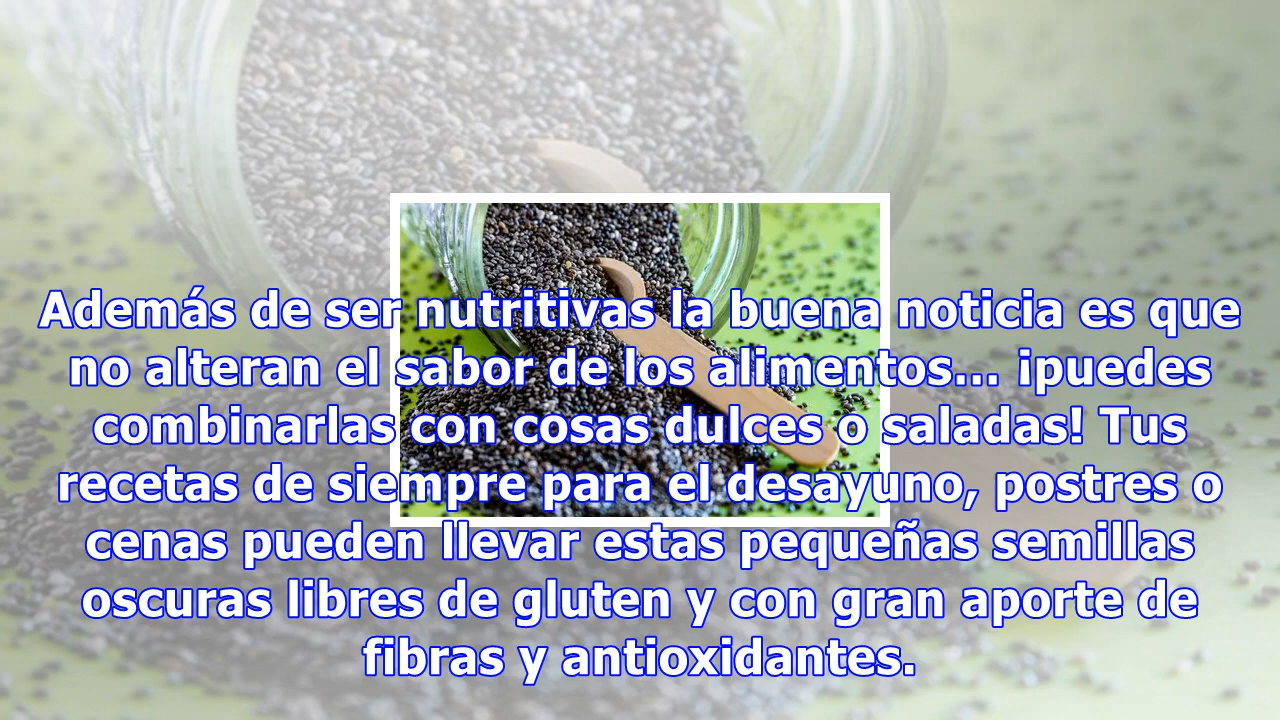 Además de ser nutritivas la buena noticia es que
no alteran el sabor de los alimentos... ¡puedes
combinarlas con cosas dulces o saladas! Tus
recetas de siempre para el desayuno, postres o
cenas pueden llevar estas pequeñas semillas
oscuras libres de gluten y con gran aporte de
fibras y antioxidantes.